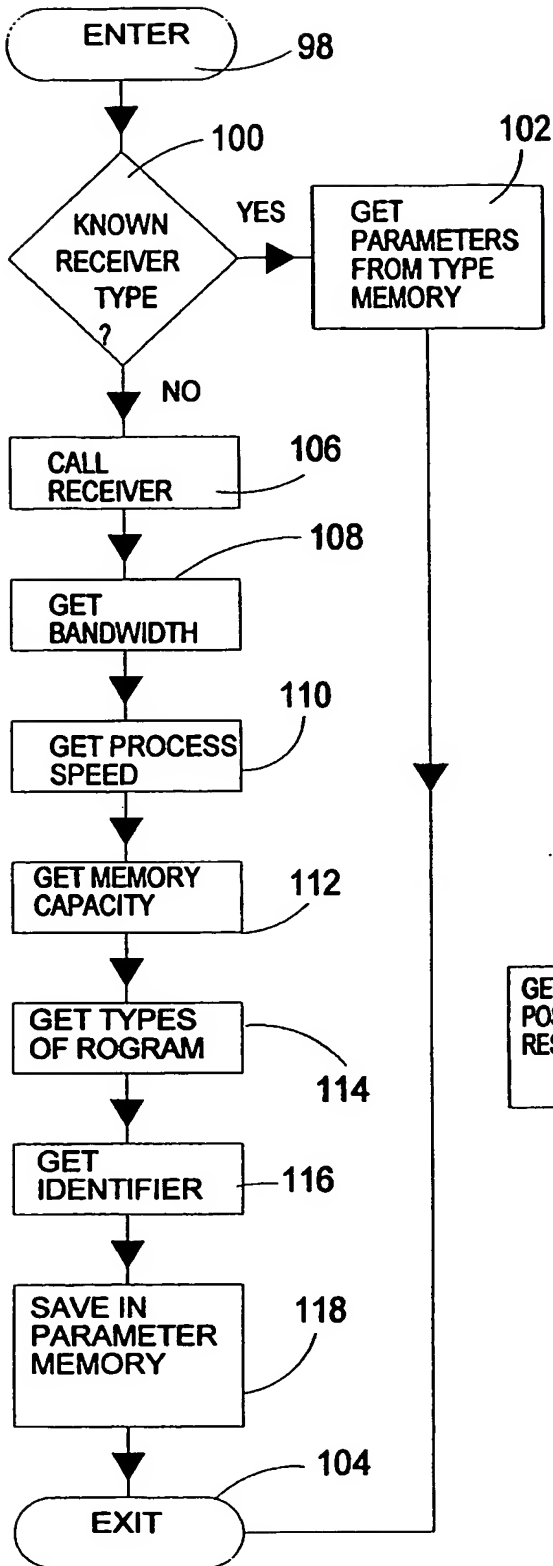 ENTER
98
100
KNOWN
RECEIVER
TYPE
?
YES
102
GET
PARAMETERS
FROM TYPE
MEMORY
NO
CALL
RECEIVER
106
108
GET
BANDWIDTH
110
GET PROCESS
SPEED
GET MEMORY
CAPACITY
112
GET TYPES
OF ROGRAM
114
GET
IDENTIFIER
116
SAVE IN
PARAMETER
MEMORY
118
104
EXIT